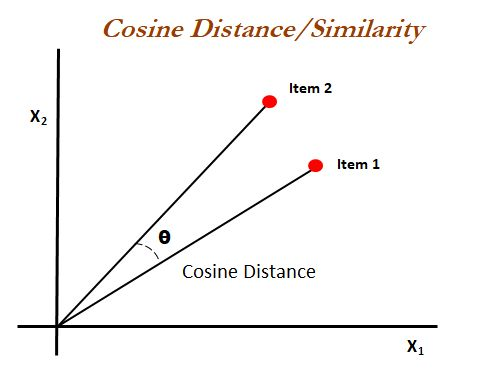 Cosine Distance/Similarity
Item 2
X₂
Item 1
θ
Cosine Distance
X₁